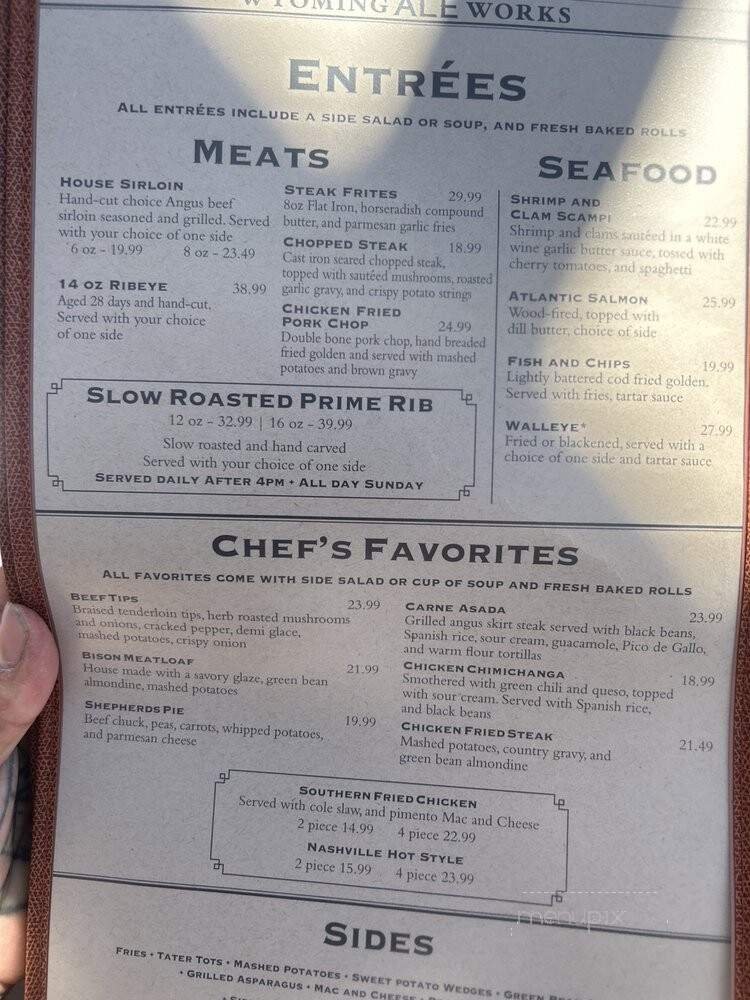 WYOMING ALE WORKS
ENTRÉES
ALL ENTRÉES INCLUDE A SIDE SALAD OR SOUP, AND FRESH BAKED ROLLS
MEATS
HOUSE SIRLOIN
Hand-cut choice Angus beef
sirloin seasoned and grilled. Served
with your choice of one side
6 oz - 19.99 8 oz - 23.49
14 OZ RIBEYE 38.99
Aged 28 days and hand-cut.
Served with your choice
of one side
STEAK FRITES 29.99
8oz Flat Iron, horseradish compound
butter, and parmesan garlic fries
CHOPPED STEAK 18.99
Cast iron seared chopped steak,
topped with sautéed mushrooms, roasted
garlic gravy, and crispy potato strings
CHICKEN FRIED
PORK CHOP 24.99
Double bone pork chop, hand breaded
fried golden and served with mashed
potatoes and brown gravy
SLOW ROASTED PRIME RIB
12 oz - 32.99 | 16 oz - 39.99
Slow roasted and hand carved
Served with your choice of one side
SERVED DAILY AFTER 4PM • ALL DAY SUNDAY
SEAFOOD
SHRIMP AND
CLAM SCAMPI 22.99
Shrimp and clams sautéed in a white
wine garlic butter sauce, tossed with
cherry tomatoes, and spaghetti
ATLANTIC SALMON 25.99
Wood-fired, topped with
dill butter, choice of side
FISH AND CHIPS 19.99
Lightly battered cod fried golden.
Served with fries, tartar sauce
WALLEYE* 27.99
Fried or blackened, served with a
choice of one side and tartar sauce
CHEF'S FAVORITES
ALL FAVORITES COME WITH SIDE SALAD OR CUP OF SOUP AND FRESH BAKED ROLLS
BEEF TIPS 23.99
Braised tenderloin tips, herb roasted mushrooms
and onions, cracked pepper, demi glace,
mashed potatoes, crispy onion
BISON MEATLOAF 21.99
House made with a savory glaze, green bean
almondine, mashed potatoes
SHEPHERDS PIE 19.99
Beef chuck, peas, carrots, whipped potatoes,
and parmesan cheese
CARNE ASADA 23.99
Grilled angus skirt steak served with black beans,
Spanish rice, sour cream, guacamole, Pico de Gallo,
and warm flour tortillas
CHICKEN CHIMICHANGA 18.99
Smothered with green chili and queso, topped
with sour cream. Served with Spanish rice,
and black beans
CHICKEN FRIED STEAK 21.49
Mashed potatoes, country gravy, and
green bean almondine
SOUTHERN FRIED CHICKEN
Served with cole slaw, and pimento Mac and Cheese
2 piece 14.99 4 piece 22.99
NASHVILLE HOT STYLE
2 piece 15.99 4 piece 23.99
menupix
SIDES
FRIES • TATER TOTS • MASHED POTATOES • SWEET POTATO WEDGES • GREEN
• GRILLED ASPARAGUS • MAC AND CHEESE •